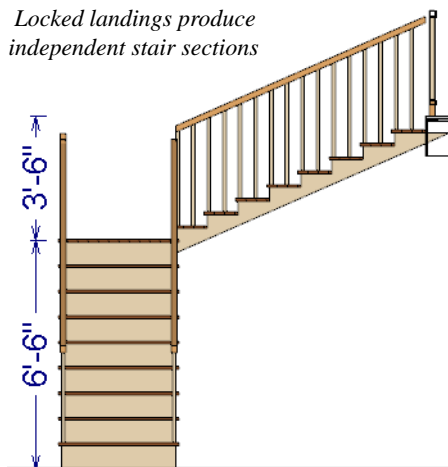 Locked landings produce
independent stair sections
3'-6"
6'-6"